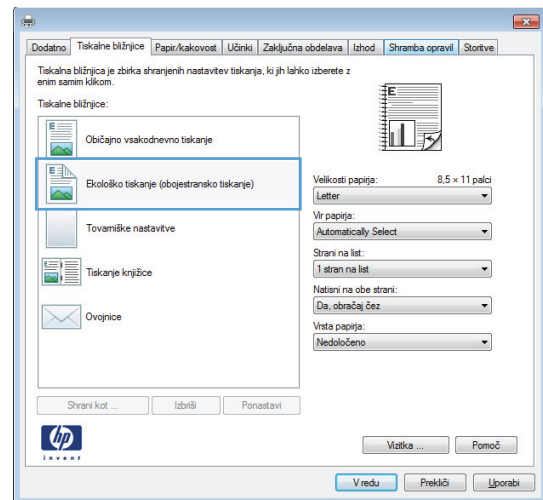 Dodatno Tiskalne bližnjice Papir/kakovost Učinki Zaključna obdelava Izhod Shramba opravil Storitve
Tiskalna bližnjica je zbirka shranjenih nastavitev tiskanja, ki jih lahko izberete z
enim samim klikom.
Tiskalne bližnjice:
Običajno vsakodnevno tiskanje
Ekološko tiskanje (obojestransko tiskanje)
Tovarniške nastavitve
Tiskanje knjižice
Ovojnice
Shrani kot ... Izbriši Ponastavi
Velikosti papirja: 8,5 × 11 palci
Letter
Vir papirja:
Automatically Select
Strani na list:
1 stran na list
Natisni na obe strani:
Da, obračaj čez
Vrsta papirja:
Nedoločeno
hp
invent
Vizitka ... Pomoč
V redu Prekliči Uporabi